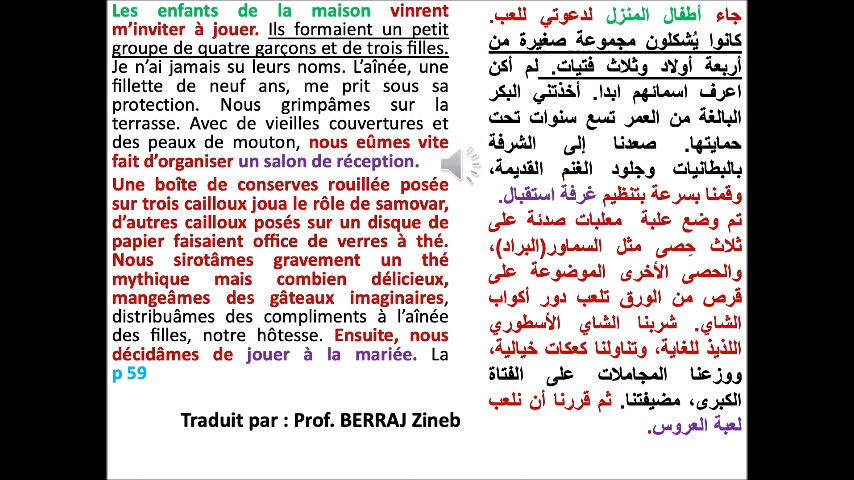 Les enfants de la maison vinrent
m’inviter à jouer. Ils formaient un petit
groupe de quatre garçons et de trois filles.
Je n’ai jamais su leurs noms. L’aînée, une
fillette de neuf ans, me prit sous sa
protection. Nous grimpâmes sur la
terrasse. Avec de vieilles couvertures et
des peaux de mouton, nous eûmes vite
fait d’organiser un salon de réception.
Une boîte de conserves rouillée posée
sur trois cailloux joua le rôle de samovar,
d’autres cailloux posés sur un disque de
papier faisaient office de verres à thé.
Nous sirotâmes gravement un thé
mythique mais combien délicieux,
mangeâmes des gâteaux imaginaires,
distribuâmes des compliments à l’aînée
des filles, notre hôtesse. Ensuite, nous
décidâmes de jouer à la mariée. La
p 59
جاء أطفال المنزل لدعوتي للعب.
كانوا يُشكلون مجموعة صغيرة من
أربعة أولاد وثلاث فتيات. لم أكن
اعرف اسمائهم ابدا. أخذتني البكر
البالغة من العمر تسع سنوات تحت
حمايتها. صعدنا إلى الشرفة
بالبطانيات وجلود الغنم القديمة،
وقمنا بسرعة بتنظيم غرفة استقبال.
تم وضع علبة معلبات صدئة على
ثلاث حِصى مثل السماور(البراد)،
والحصى الأخرى الموضوعة على
قرص من الورق تلعب دور أكواب
الشاي. شربنا الشاي الأسطوري
اللذيذ للغاية، وتناولنا كعكات خيالية،
ووزعنا المجاملات على الفتاة
الكبرى، مضيفتنا. ثم قررنا أن نلعب
لعبة العروس.
Traduit par : Prof. BERRAJ Zineb